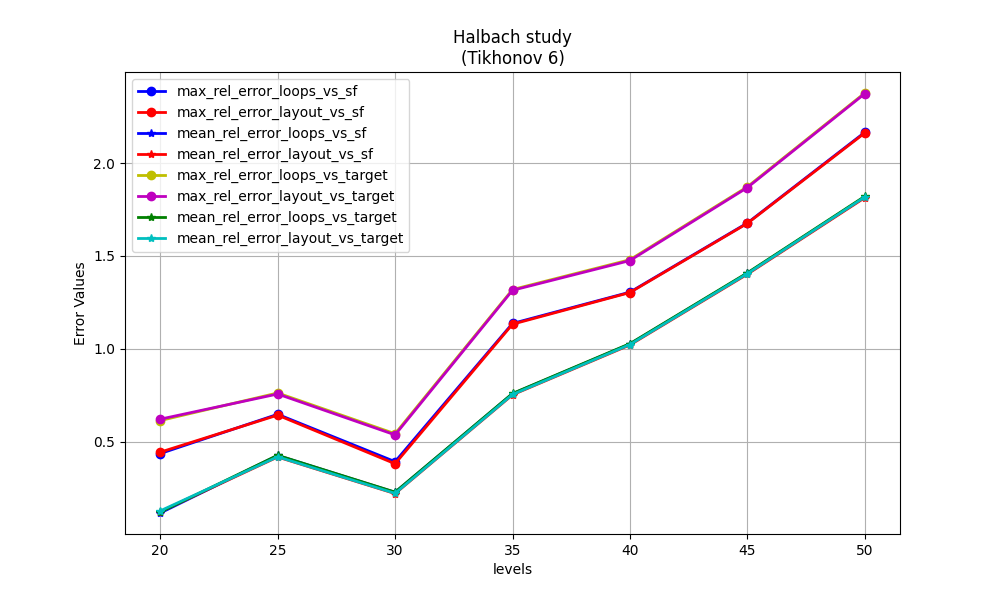 Halbach study
(Tikhonov 6)
max_rel_error_loops_vs_sf
max_rel_error_layout_vs_sf
mean_rel_error_loops_vs_sf
mean_rel_error_layout_vs_sf
max_rel_error_loops_vs_target
max_rel_error_layout_vs_target
mean_rel_error_loops_vs_target
mean_rel_error_layout_vs_target
Error Values
2.0
1.5
1.0
0.5
20 25 30 35 40 45 50
levels